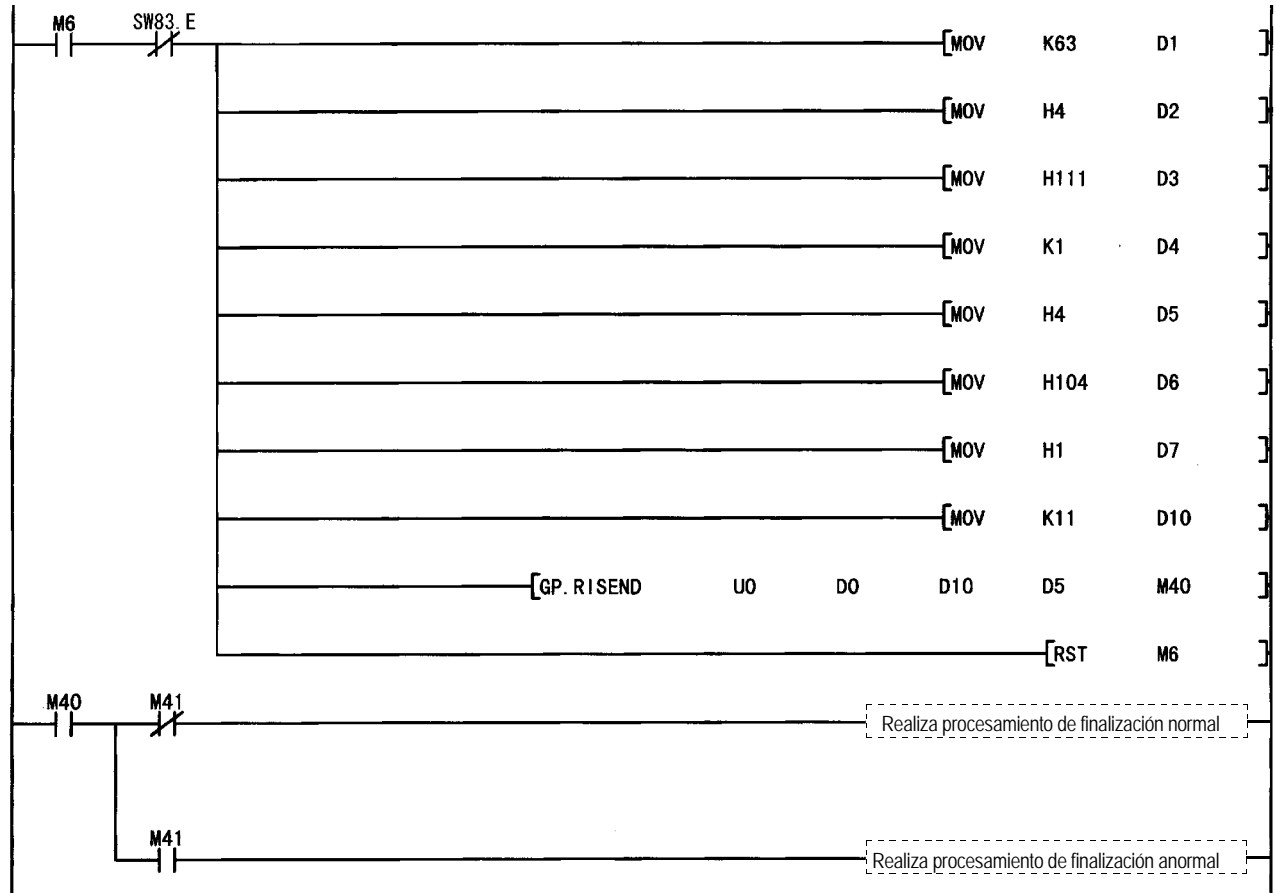 M6 SW83.E
[MOV K63 D1 ]
[MOV H4 D2 ]
[MOV H111 D3 ]
[MOV K1 D4 ]
[MOV H4 D5 ]
[MOV H104 D6 ]
[MOV H1 D7 ]
[MOV K11 D10 ]
[GP.RISEND U0 D0 D10 D5 M40 ]
[RST M6 ]
M40 M41
Realiza procesamiento de finalización normal
M41
Realiza procesamiento de finalización anormal